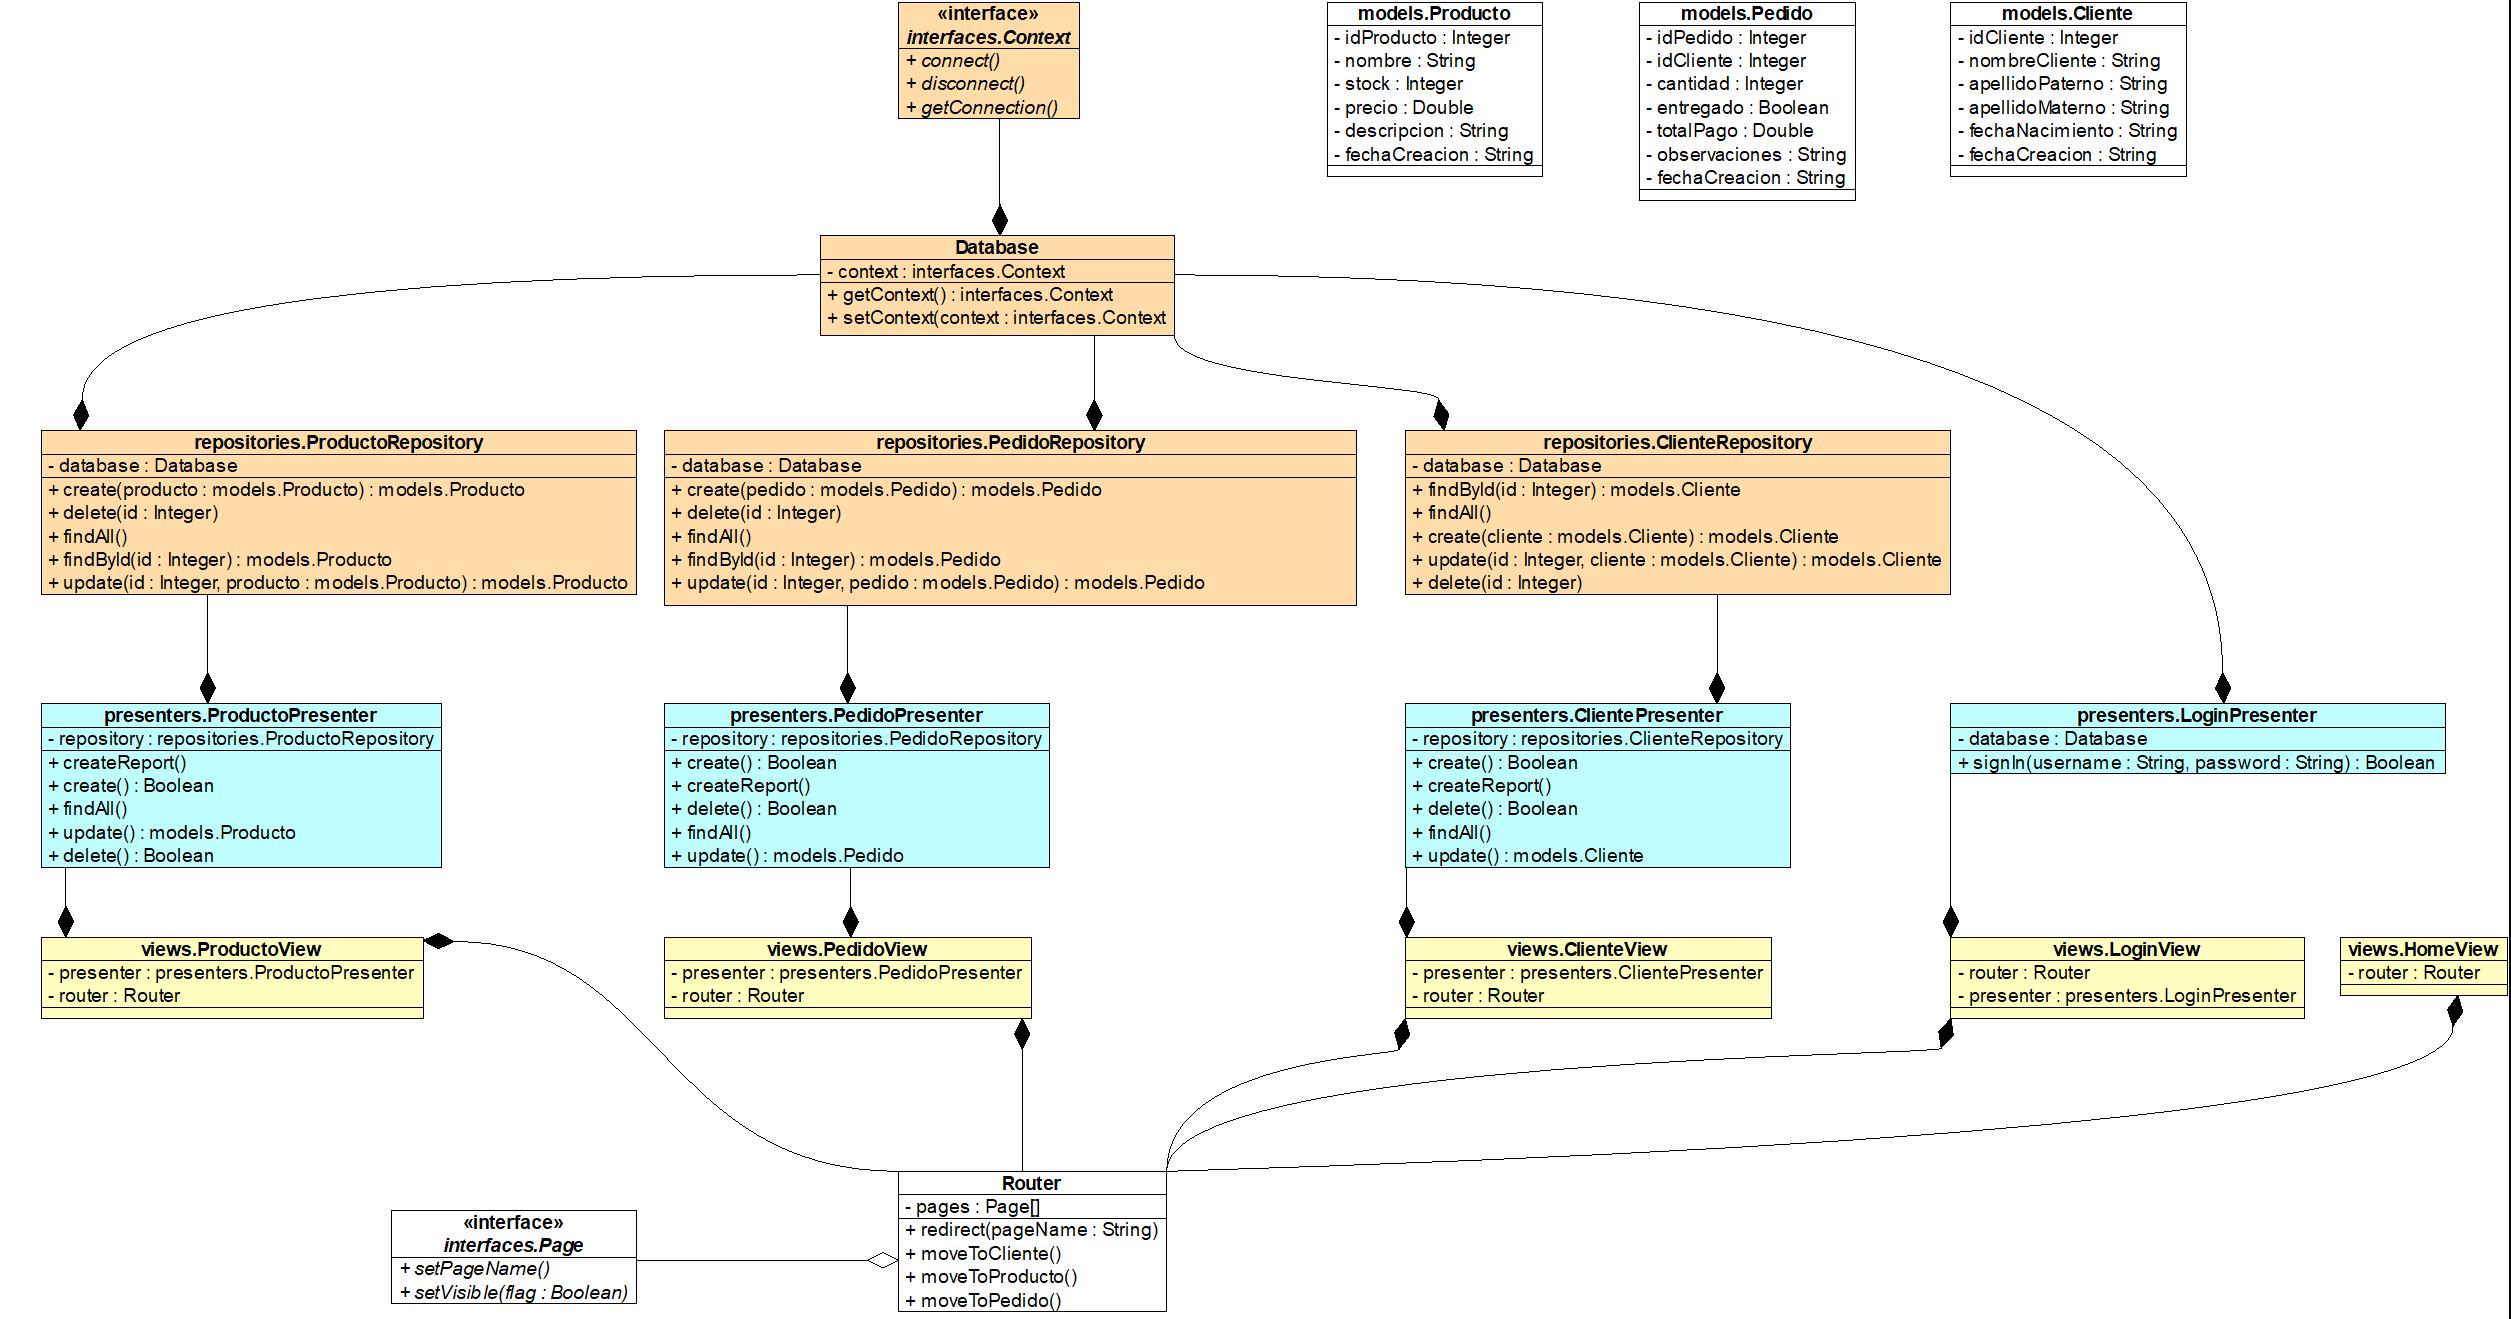 «interface»
interfaces.Context
+ connect()
+ disconnect()
+ getConnection()
models.Producto
- idProducto : Integer
- nombre : String
- stock : Integer
- precio : Double
- descripcion : String
- fechaCreacion : String
models.Pedido
- idPedido : Integer
- idCliente : Integer
- cantidad : Integer
- entregado : Boolean
- totalPago : Double
- observaciones : String
- fechaCreacion : String
models.Cliente
- idCliente : Integer
- nombreCliente : String
- apellidoPaterno : String
- apellidoMaterno : String
- fechaNacimiento : String
- fechaCreacion : String
Database
- context : interfaces.Context
+ getContext() : interfaces.Context
+ setContext(context : interfaces.Context
repositories.ProductoRepository
- database : Database
+ create(producto : models.Producto) : models.Producto
+ delete(id : Integer)
+ findAll()
+ findById(id : Integer) : models.Producto
+ update(id : Integer, producto : models.Producto) : models.Producto
repositories.PedidoRepository
- database : Database
+ create(pedido : models.Pedido) : models.Pedido
+ delete(id : Integer)
+ findAll()
+ findById(id : Integer) : models.Pedido
+ update(id : Integer, pedido : models.Pedido) : models.Pedido
repositories.ClienteRepository
- database : Database
+ findById(id : Integer) : models.Cliente
+ findAll()
+ create(cliente : models.Cliente) : models.Cliente
+ update(id : Integer, cliente : models.Cliente) : models.Cliente
+ delete(id : Integer)
presenters.ProductoPresenter
- repository : repositories.ProductoRepository
+ createReport()
+ create() : Boolean
+ findAll()
+ update() : models.Producto
+ delete() : Boolean
presenters.PedidoPresenter
- repository : repositories.PedidoRepository
+ create() : Boolean
+ createReport()
+ delete() : Boolean
+ findAll()
+ update() : models.Pedido
presenters.ClientePresenter
- repository : repositories.ClienteRepository
+ create() : Boolean
+ createReport()
+ delete() : Boolean
+ findAll()
+ update() : models.Cliente
presenters.LoginPresenter
- database : Database
+ signIn(username : String, password : String) : Boolean
views.ProductoView
- presenter : presenters.ProductoPresenter
- router : Router
views.PedidoView
- presenter : presenters.PedidoPresenter
- router : Router
views.ClienteView
- presenter : presenters.ClientePresenter
- router : Router
views.LoginView
- router : Router
- presenter : presenters.LoginPresenter
views.HomeView
- router : Router
Router
- pages : Page[]
+ redirect(pageName : String)
+ moveToCliente()
+ moveToProducto()
+ moveToPedido()
«interface»
interfaces.Page
+ setPageName()
+ setVisible(flag : Boolean)